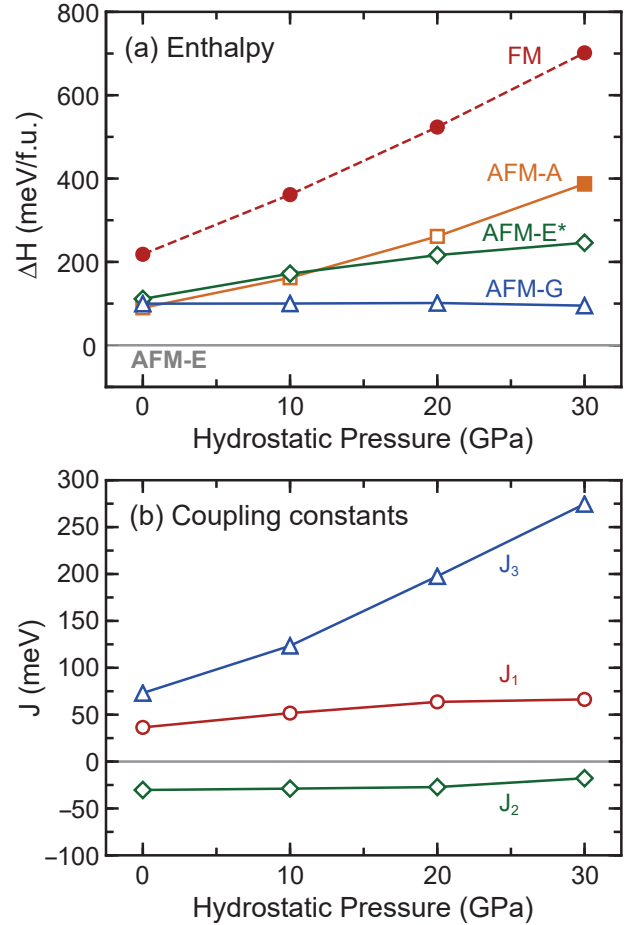 800
(a) Enthalpy
FM
600
AFM-A
400
AFM-E*
200
AFM-G
0
AFM-E
ΔH (meV/f.u.)
0 10 20 30
Hydrostatic Pressure (GPa)
300
(b) Coupling constants
250
200
J₃
150
100
J₁
50
0
−50
J₂
−100
J (meV)
0 10 20 30
Hydrostatic Pressure (GPa)